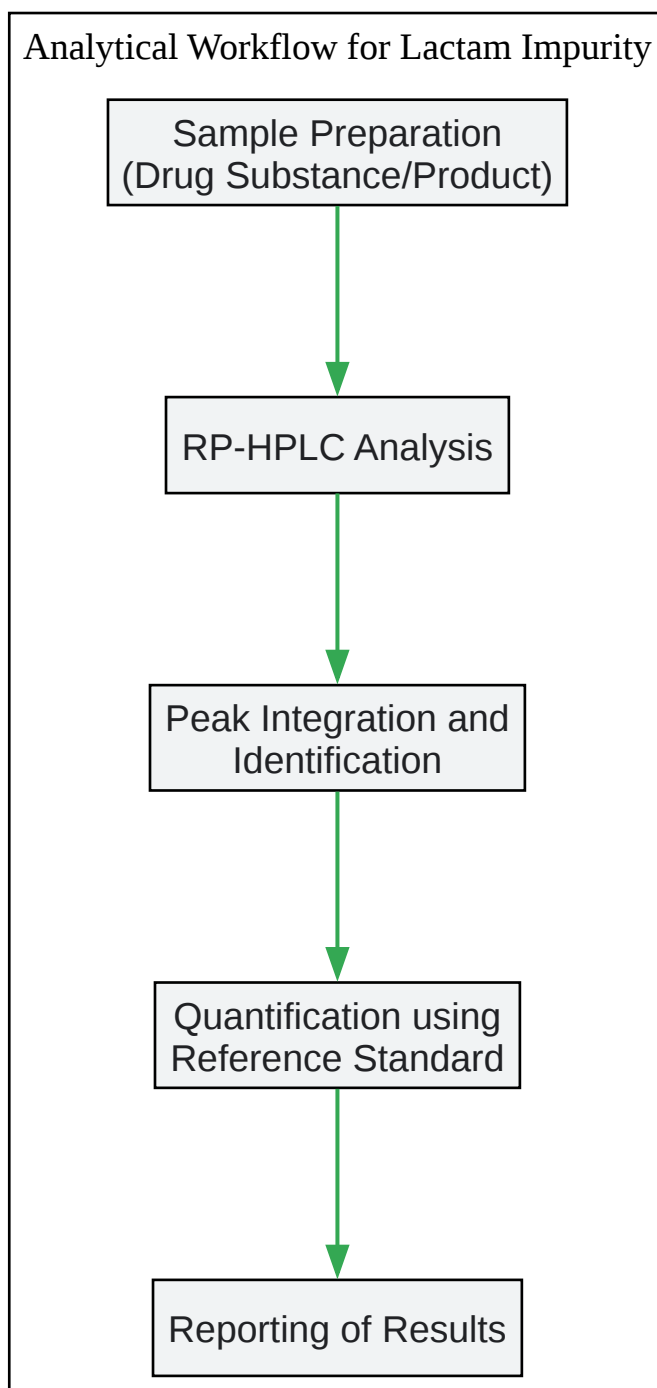 Analytical Workflow for Lactam Impurity
Sample Preparation
(Drug Substance/Product)
RP-HPLC Analysis
Peak Integration and
Identification
Quantification using
Reference Standard
Reporting of Results